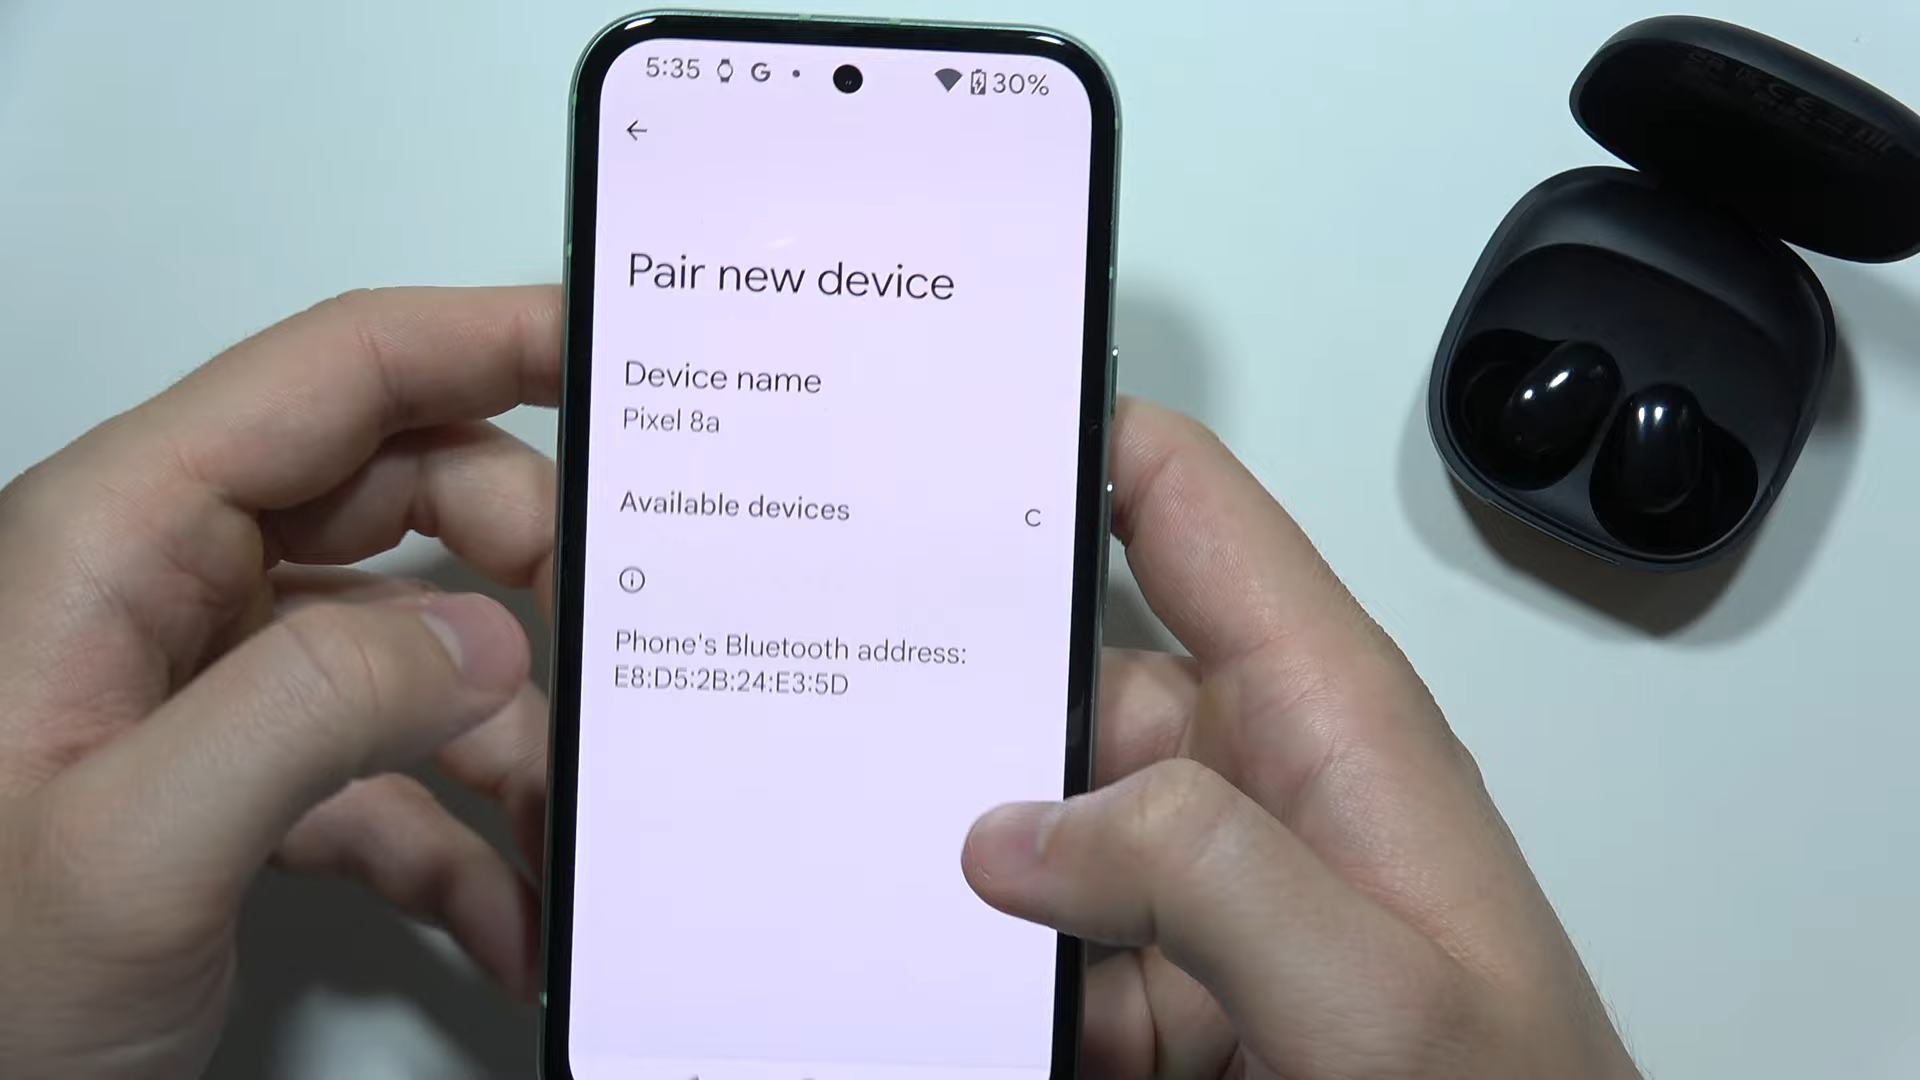 5:35 G 30%
Pair new device
Device name
Pixel 8a
Available devices
Phone's Bluetooth address:
E8:D5:2B:24:E3:5D